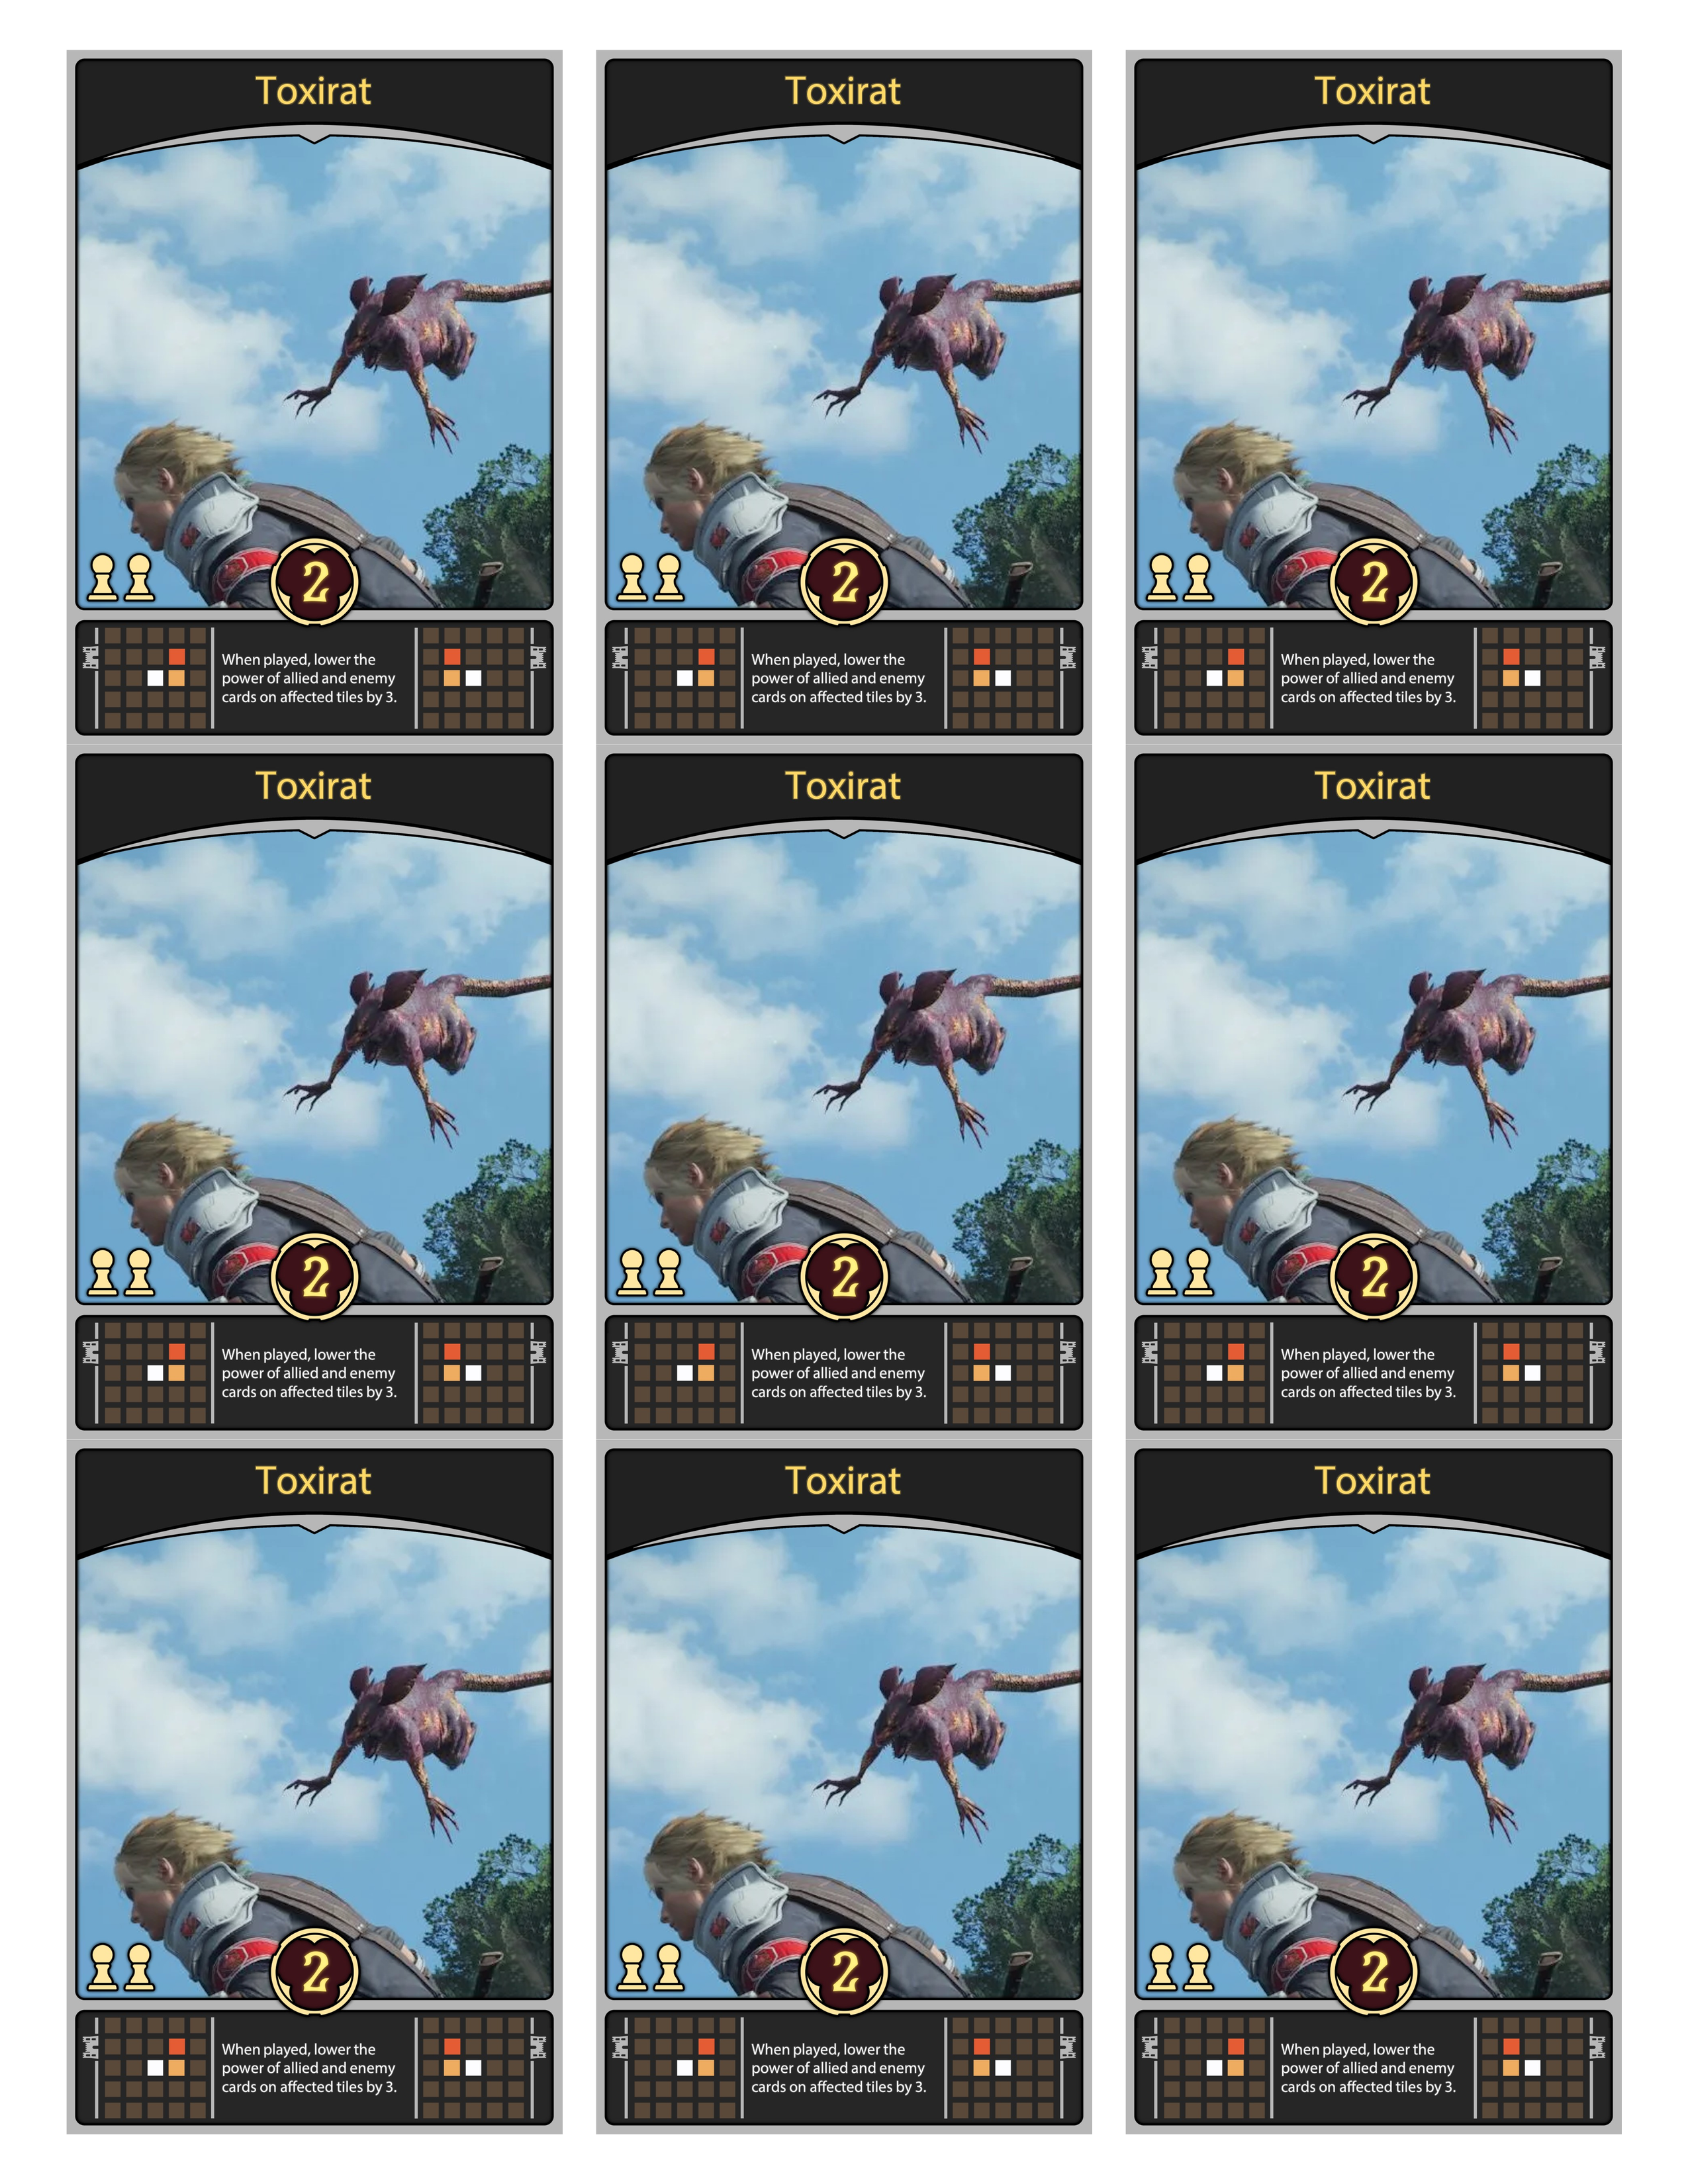 Toxirat
Toxirat
Toxirat
2
2
2
When played, lower the
power of allied and enemy
cards on affected tiles by 3.
When played, lower the
power of allied and enemy
cards on affected tiles by 3.
When played, lower the
power of allied and enemy
cards on affected tiles by 3.
Toxirat
Toxirat
Toxirat
2
2
2
When played, lower the
power of allied and enemy
cards on affected tiles by 3.
When played, lower the
power of allied and enemy
cards on affected tiles by 3.
When played, lower the
power of allied and enemy
cards on affected tiles by 3.
Toxirat
Toxirat
Toxirat
2
2
2
When played, lower the
power of allied and enemy
cards on affected tiles by 3.
When played, lower the
power of allied and enemy
cards on affected tiles by 3.
When played, lower the
power of allied and enemy
cards on affected tiles by 3.